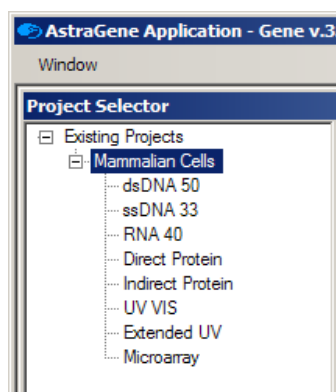 AstraGene Application - Gene v.3
Window
Project Selector
Existing Projects
Mammalian Cells
dsDNA 50
ssDNA 33
RNA 40
Direct Protein
Indirect Protein
UV VIS
Extended UV
Microarray